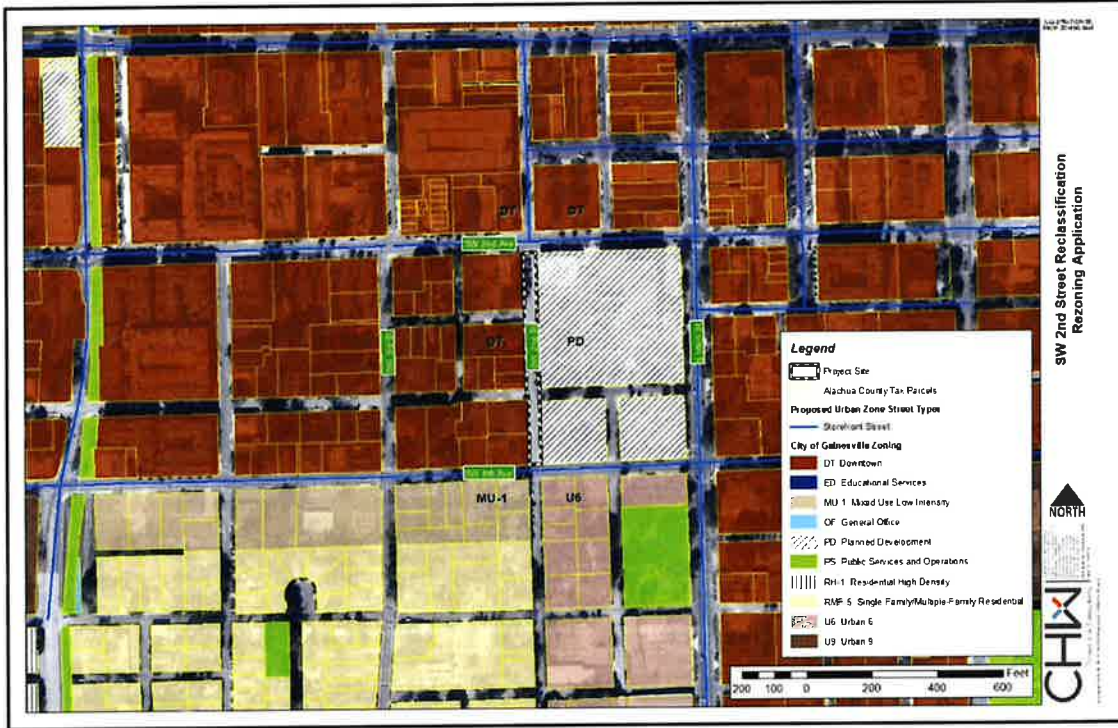 DT
DT
SW 2nd Ave
DT
PD
SW 4th Ave
MU-1
U6
Legend
Project Site
Alachua County Tax Parcels
Proposed Urban Zone Street Types
Storefront Street
City of Gainesville Zoning
DT Downtown
ED Educational Services
MU-1 Mixed Use Low Intensity
OF General Office
PD Planned Development
PS Public Services and Operations
RH-1 Residential High Density
RMF-5 Single Family/Multiple-Family Residential
U6 Urban 6
U9 Urban 9
Feet
200 100 0 200 400 600
SW 2nd Street Reclassification
Rezoning Application
NORTH
CHW